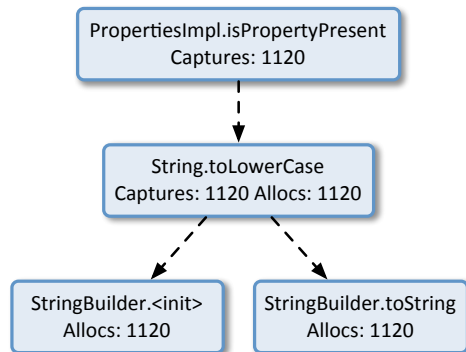 PropertiesImpl.isPropertyPresent
Captures: 1120
String.toLowerCase
Captures: 1120 Allocs: 1120
StringBuilder.<init>
Allocs: 1120
StringBuilder.toString
Allocs: 1120